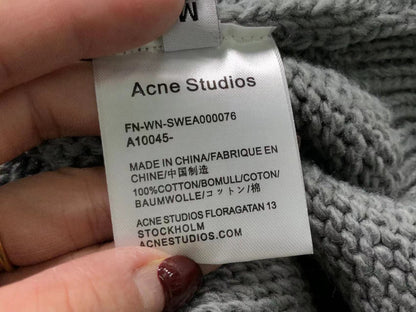 M
Acne Studios
FN-WN-SWEA000076
A10045-
MADE IN CHINA/FABRIQUE EN
CHINE/中国制造
100%COTTON/BOMULL/COTON/
BAUMWOLLE/コットン/棉
ACNE STUDIOS FLORAGATAN 13
STOCKHOLM
ACNESTUDIOS.COM